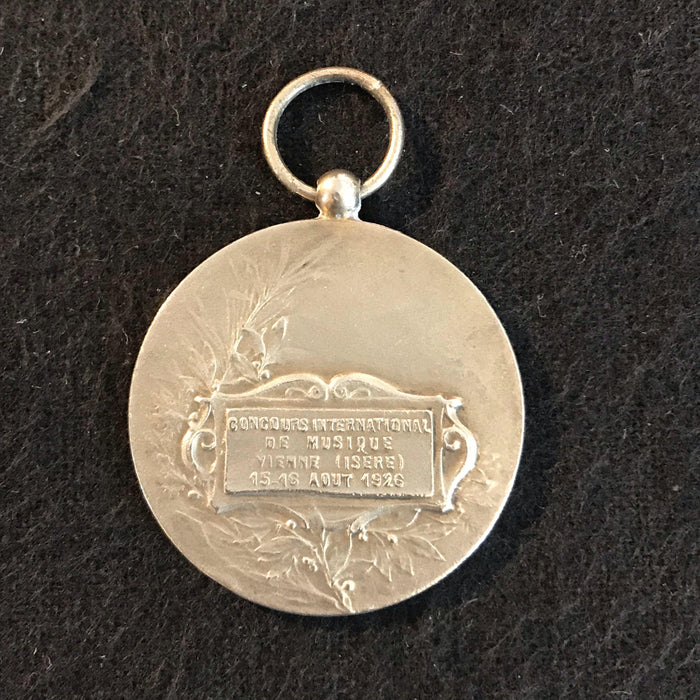 CONCOURS INTERNATIONAL
DE MUSIQUE
VIENNE (ISERE)
15-16 AOUT 1926